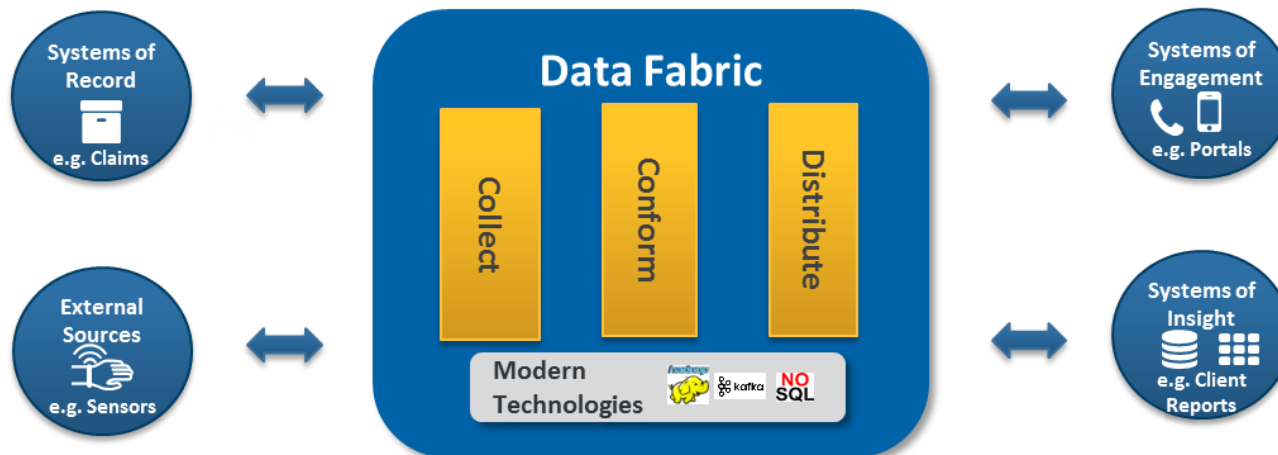 Systems of
Record
e.g. Claims
External
Sources
e.g. Sensors
Data Fabric
Collect
Conform
Distribute
Modern
Technologies
hadoop
kafka
NO
SQL
Systems of
Engagement
e.g. Portals
Systems of
Insight
e.g. Client
Reports